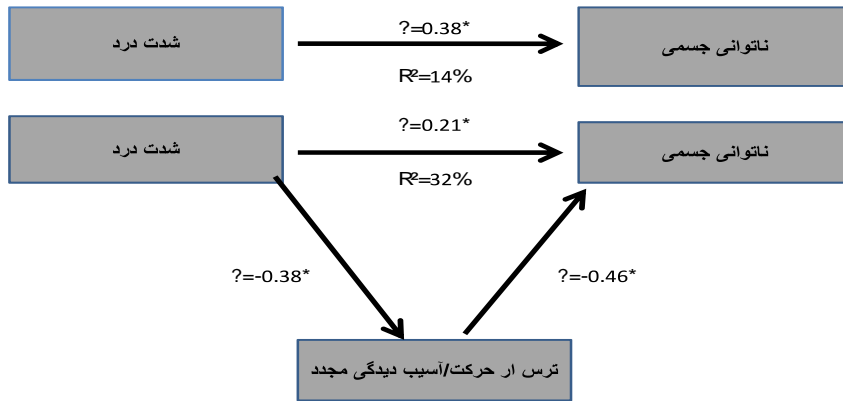 شدت درد
?=0.38*
R²=14%
ناتوانی جسمی
شدت درد
?=0.21*
R²=32%
ناتوانی جسمی
?=-0.38*
?=-0.46*
ترس ار حرکت/آسیب دیدگی مجدد